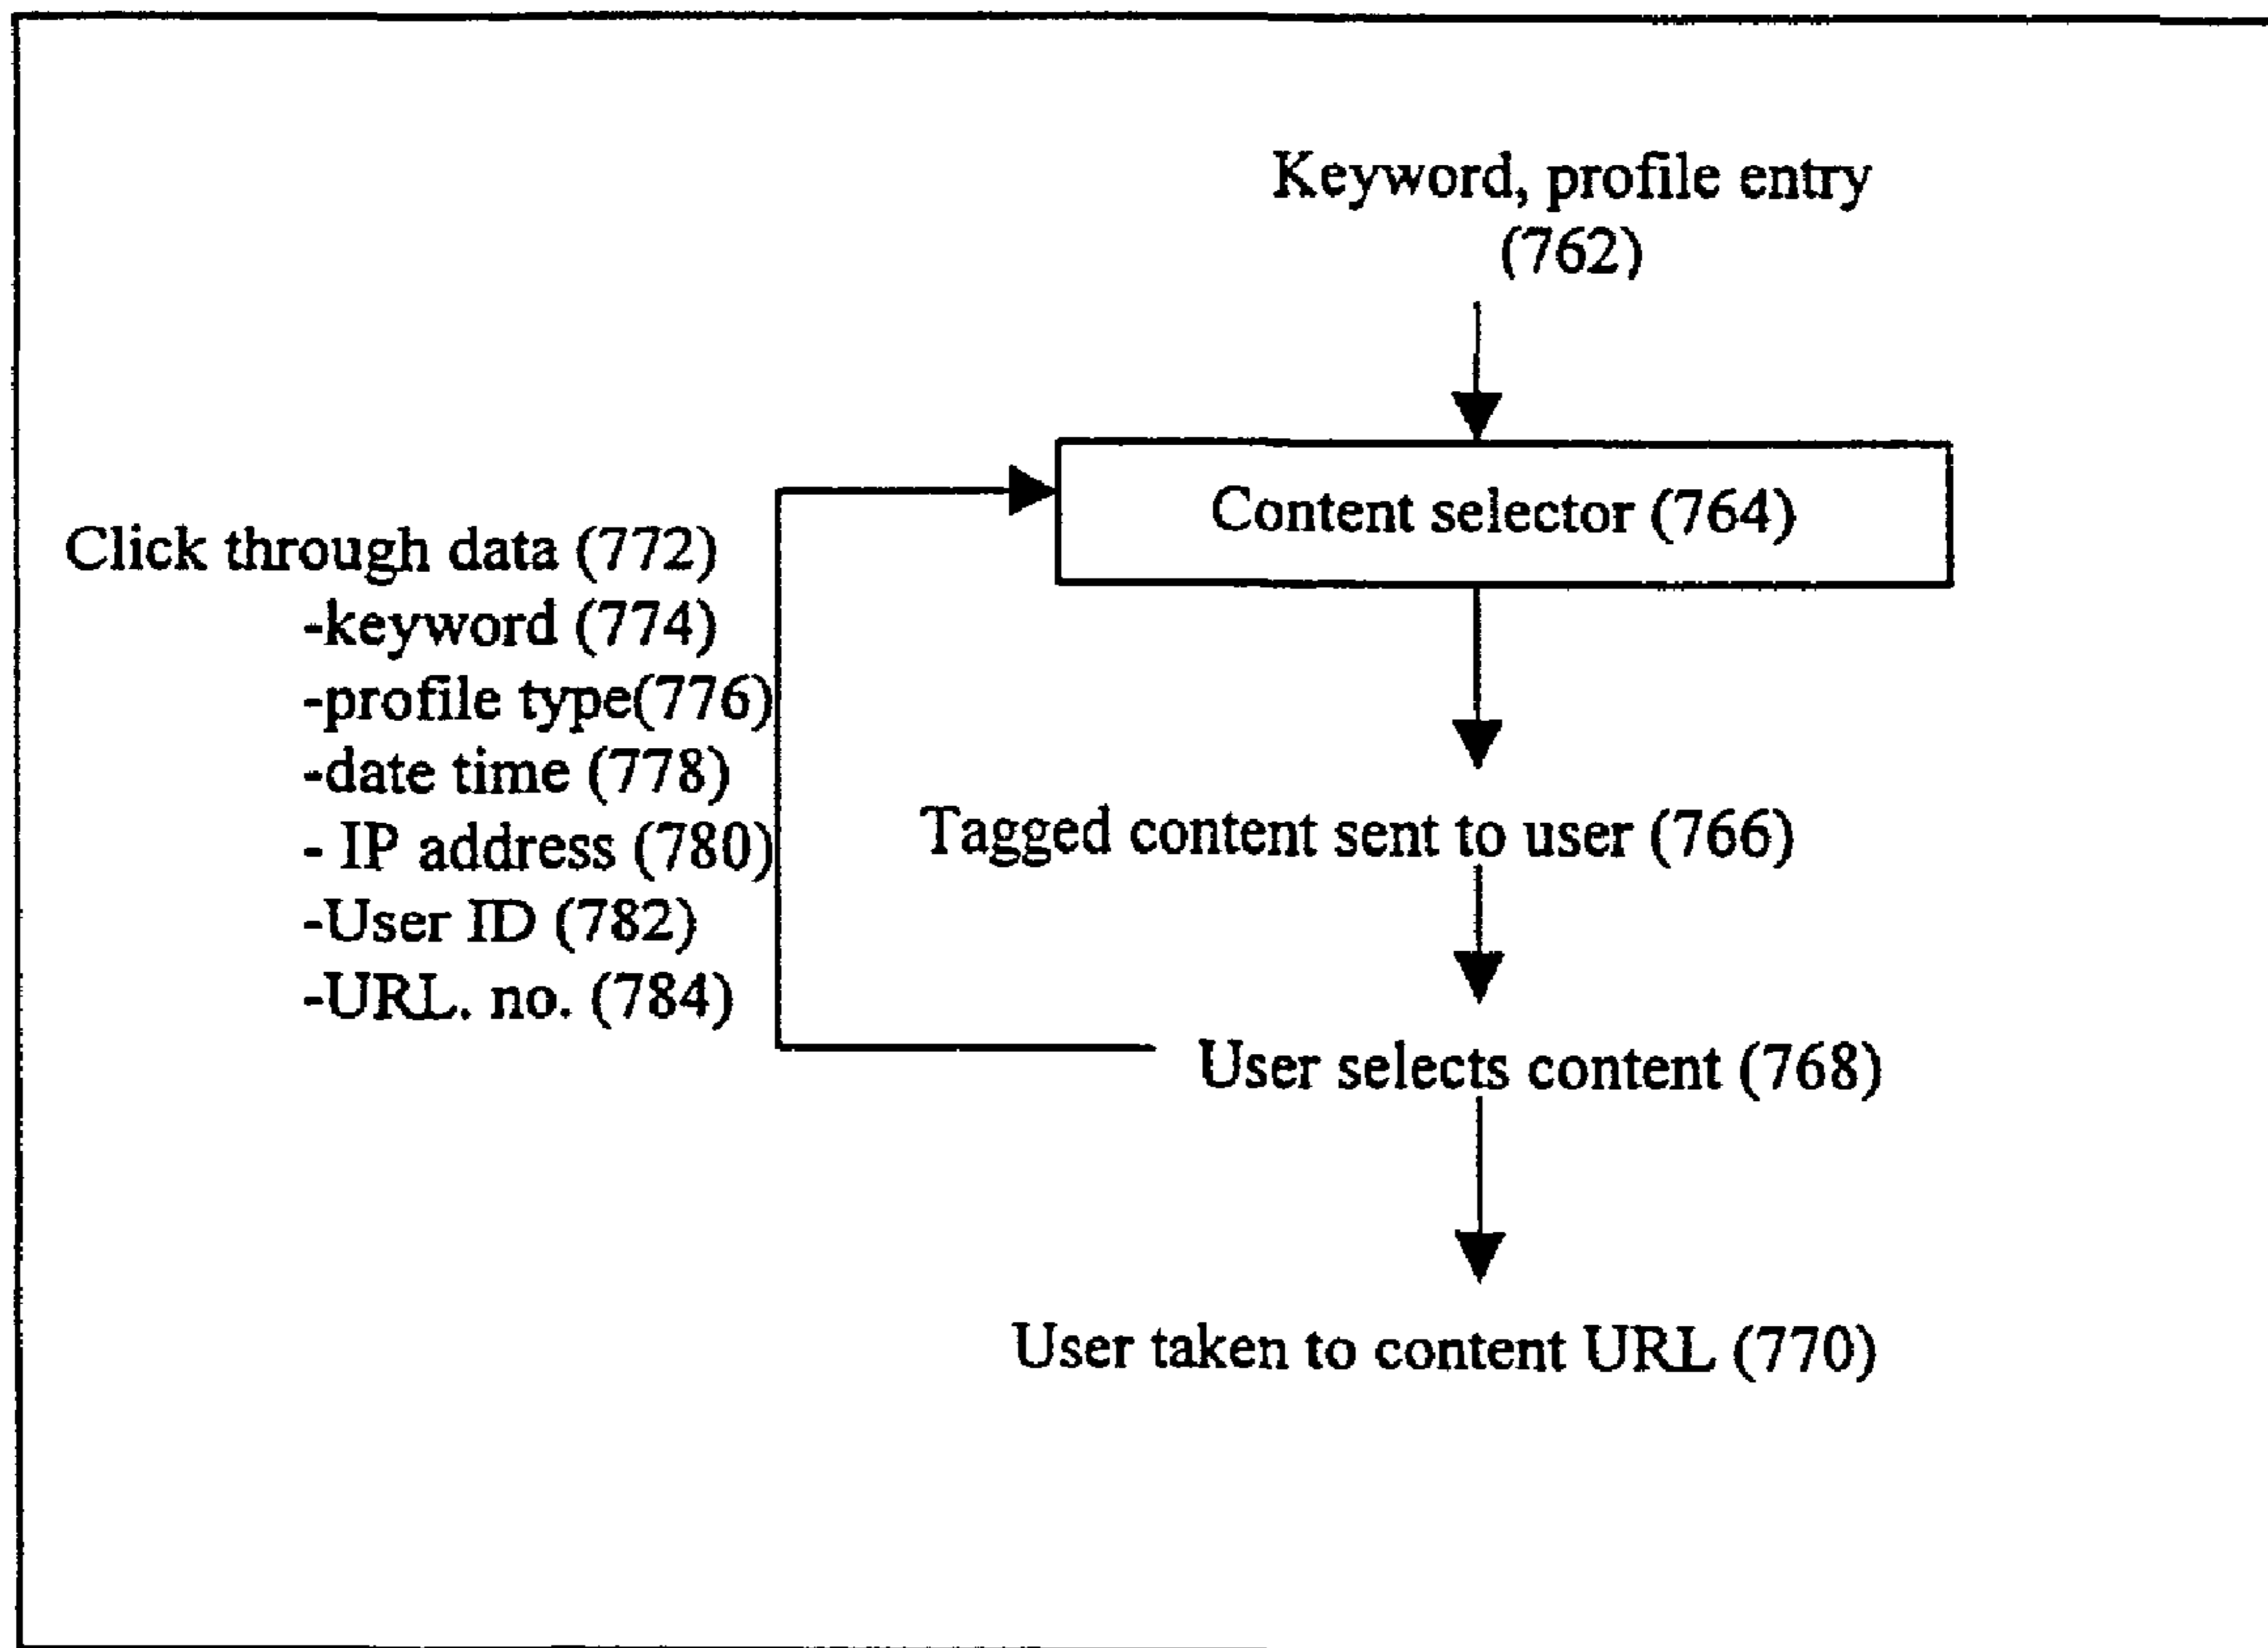 Keyword, profile entry
(762)
Content selector (764)
Click through data (772)
-keyword (774)
-profile type(776)
-date time (778)
- IP address (780)
-User ID (782)
-URL. no. (784)
Tagged content sent to user (766)
User selects content (768)
User taken to content URL (770)